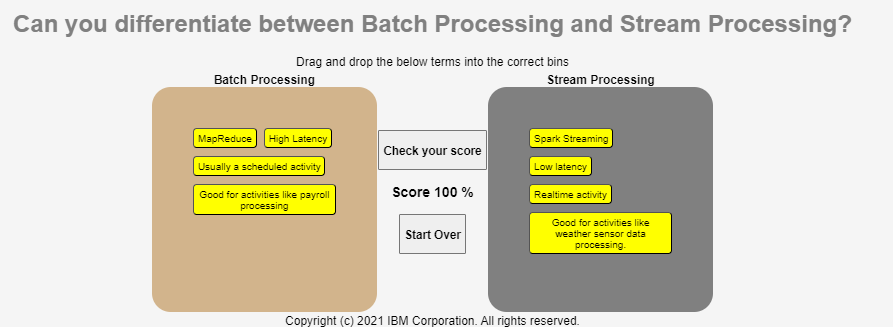 Can you differentiate between Batch Processing and Stream Processing?
Drag and drop the below terms into the correct bins
Batch Processing
MapReduce
High Latency
Usually a scheduled activity
Good for activities like payroll
processing
Check your score
Score 100 %
Start Over
Stream Processing
Spark Streaming
Low latency
Realtime activity
Good for activities like
weather sensor data
processing.
Copyright (c) 2021 IBM Corporation. All rights reserved.